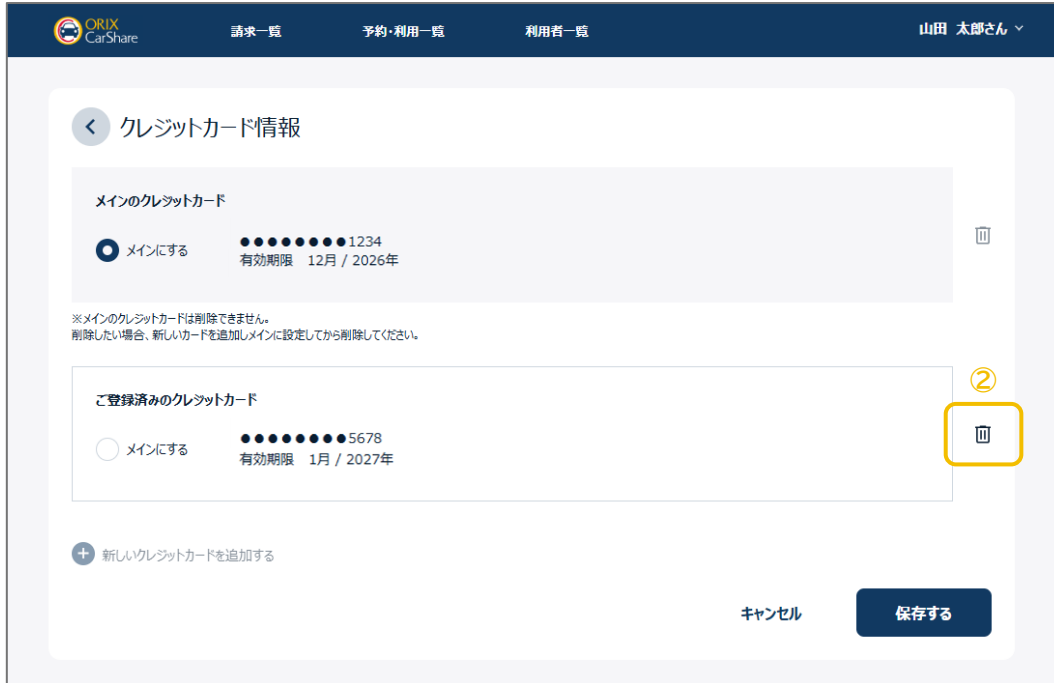 ORIX
CarShare
請求一覧
予約・利用一覧
利用者一覧
山田 太郎さん
クレジットカード情報
メインのクレジットカード
メインにする
●●●●●●●●1234
有効期限 12月 / 2026年
※メインのクレジットカードは削除できません。
削除したい場合、新しいカードを追加しメインに設定してから削除してください。
②
ご登録済みのクレジットカード
メインにする
●●●●●●●●5678
有効期限 1月 / 2027年
新しいクレジットカードを追加する
キャンセル
保存する